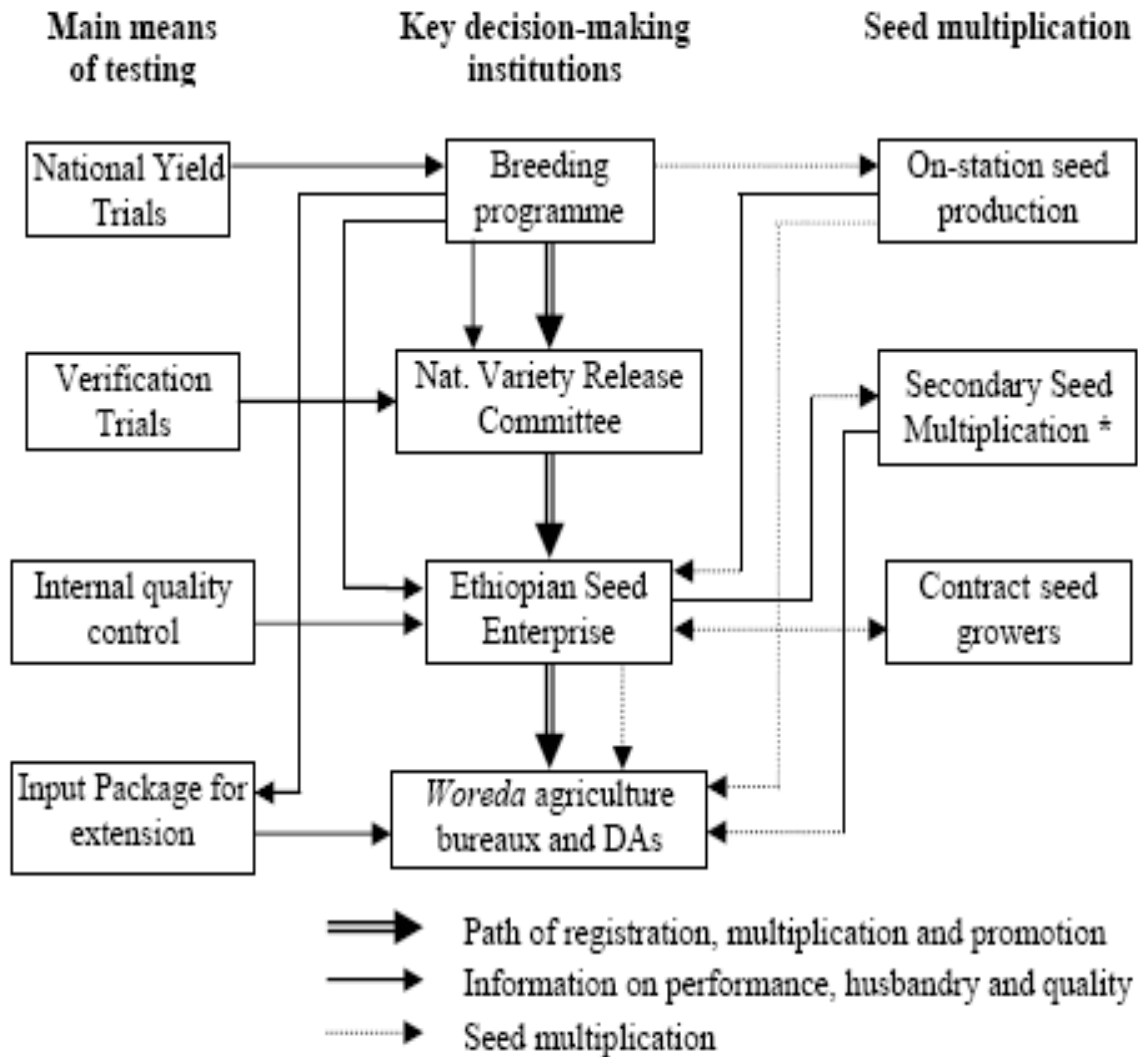 Main means
of testing
Key decision-making
institutions
Seed multiplication
National Yield
Trials
Breeding
programme
On-station seed
production
Verification
Trials
Nat. Variety Release
Committee
Secondary Seed
Multiplication *
Internal quality
control
Ethiopian Seed
Enterprise
Contract seed
growers
Input Package for
extension
Woreda agriculture
bureaux and DAs
Path of registration, multiplication and promotion
Information on performance, husbandry and quality
Seed multiplication